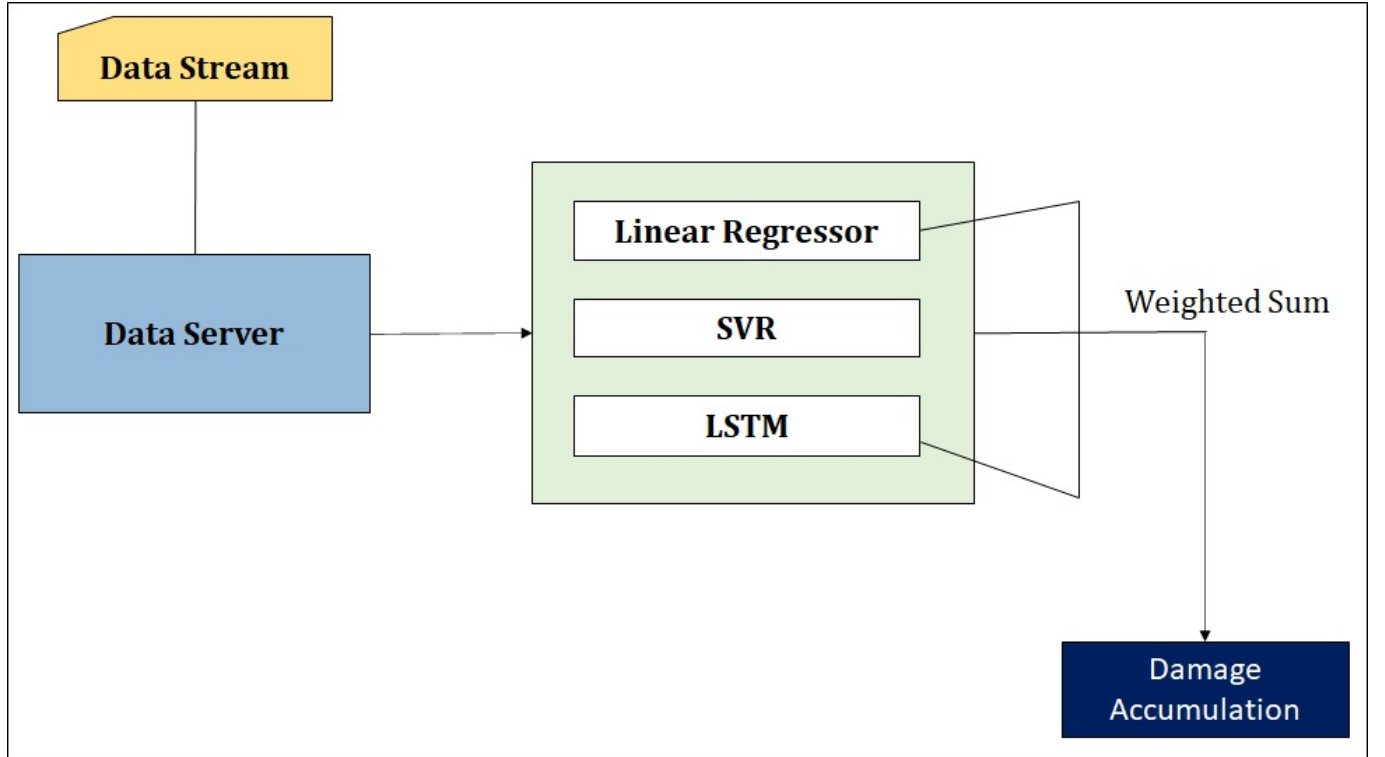 Data Stream
Data Server
Linear Regressor
SVR
LSTM
Weighted Sum
Damage
Accumulation